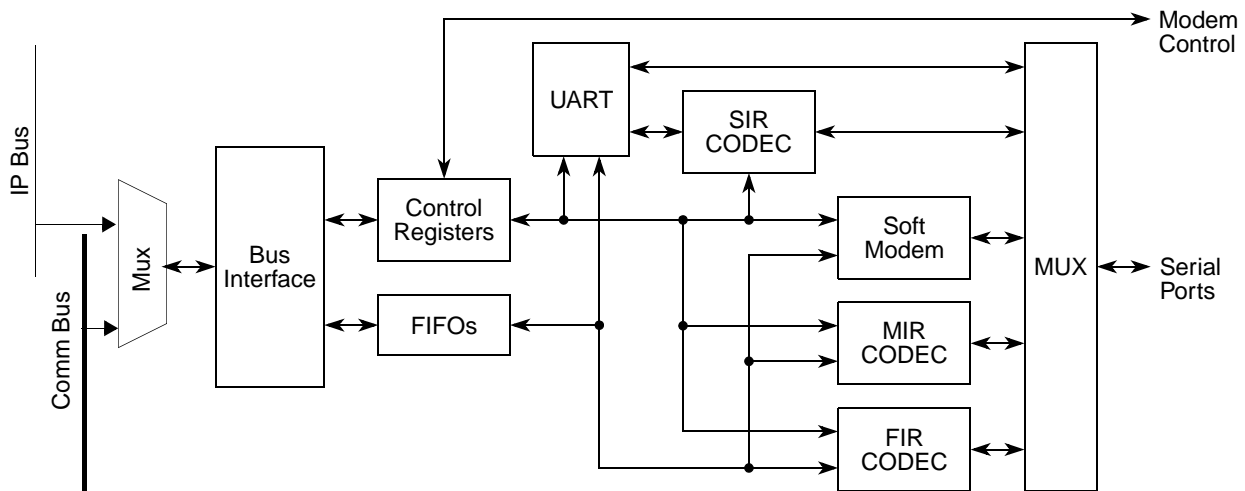 Modem
Control
IP Bus
UART
SIR
CODEC
Control
Registers
Soft
Modem
Mux
Bus
Interface
MUX
Serial
Ports
Comm Bus
FIFOs
MIR
CODEC
FIR
CODEC